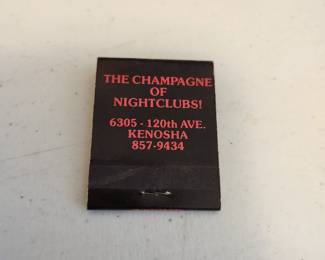 THE CHAMPAGNE
OF
NIGHTCLUBS!
6305 - 120th AVE.
KENOSHA
857-9434